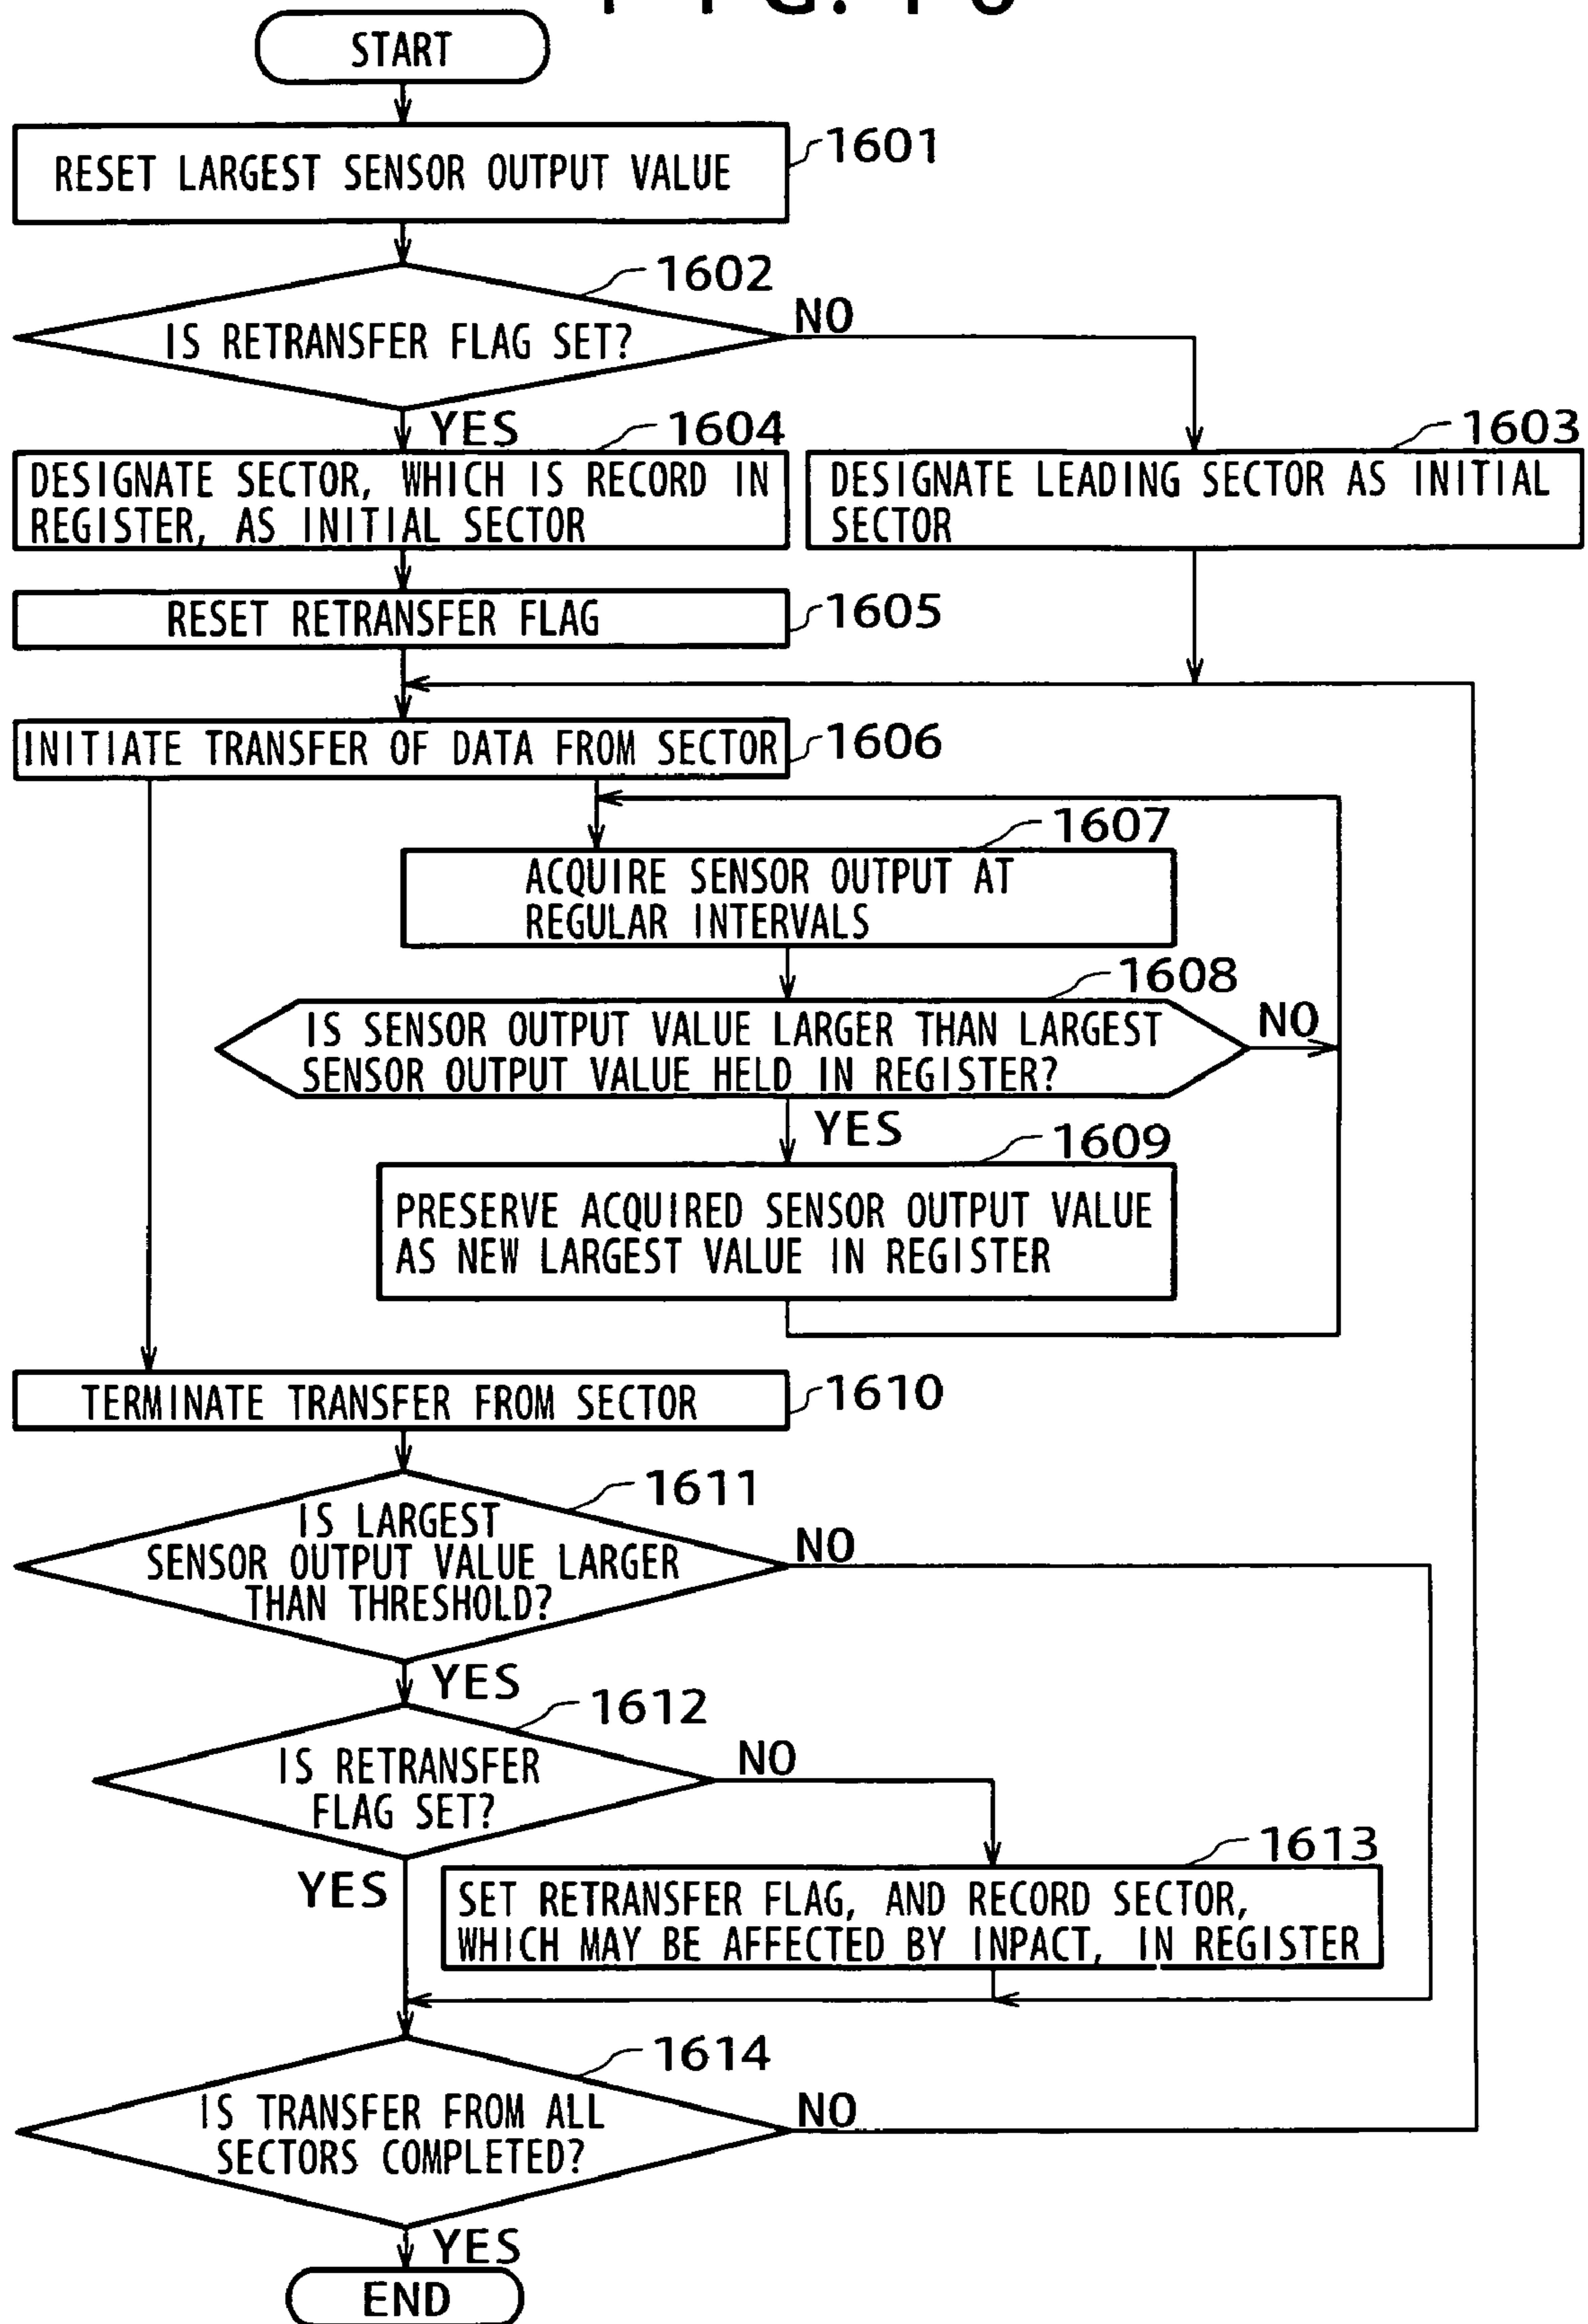 START
RESET LARGEST SENSOR OUTPUT VALUE
1601
1602
IS RETRANSFER FLAG SET?
NO
YES
1604
1603
DESIGNATE SECTOR, WHICH IS RECORD IN
REGISTER, AS INITIAL SECTOR
DESIGNATE LEADING SECTOR AS INITIAL
SECTOR
RESET RETRANSFER FLAG
1605
INITIATE TRANSFER OF DATA FROM SECTOR
1606
1607
ACQUIRE SENSOR OUTPUT AT
REGULAR INTERVALS
1608
IS SENSOR OUTPUT VALUE LARGER THAN LARGEST
SENSOR OUTPUT VALUE HELD IN REGISTER?
NO
YES
1609
PRESERVE ACQUIRED SENSOR OUTPUT VALUE
AS NEW LARGEST VALUE IN REGISTER
TERMINATE TRANSFER FROM SECTOR
1610
1611
IS LARGEST
SENSOR OUTPUT VALUE LARGER
THAN THRESHOLD?
NO
YES
1612
IS RETRANSFER
FLAG SET?
NO
YES
1613
SET RETRANSFER FLAG, AND RECORD SECTOR,
WHICH MAY BE AFFECTED BY INPACT, IN REGISTER
1614
IS TRANSFER FROM ALL
SECTORS COMPLETED?
NO
YES
END